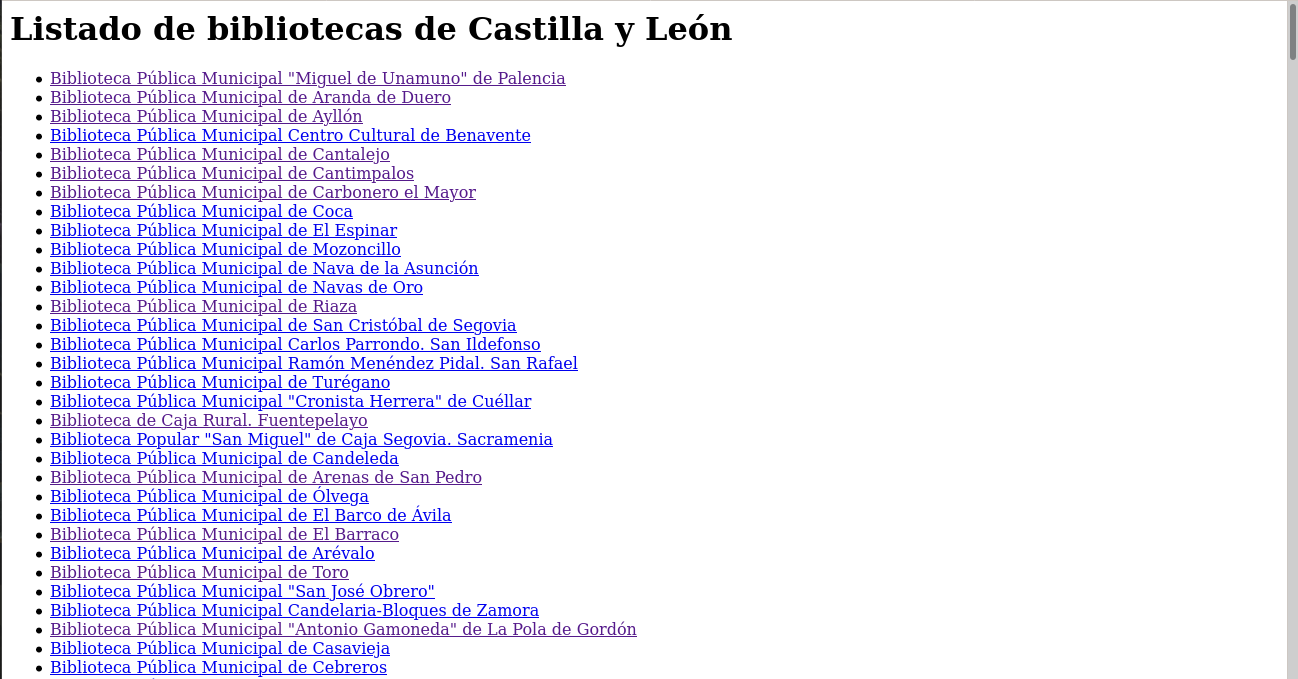 Listado de bibliotecas de Castilla y León
Biblioteca Pública Municipal "Miguel de Unamuno" de Palencia
Biblioteca Pública Municipal de Aranda de Duero
Biblioteca Pública Municipal de Ayllón
Biblioteca Pública Municipal Centro Cultural de Benavente
Biblioteca Pública Municipal de Cantalejo
Biblioteca Pública Municipal de Cantimpalos
Biblioteca Pública Municipal de Carbonero el Mayor
Biblioteca Pública Municipal de Coca
Biblioteca Pública Municipal de El Espinar
Biblioteca Pública Municipal de Mozoncillo
Biblioteca Pública Municipal de Nava de la Asunción
Biblioteca Pública Municipal de Navas de Oro
Biblioteca Pública Municipal de Riaza
Biblioteca Pública Municipal de San Cristóbal de Segovia
Biblioteca Pública Municipal Carlos Parrondo. San Ildefonso
Biblioteca Pública Municipal Ramón Menéndez Pidal. San Rafael
Biblioteca Pública Municipal de Turégano
Biblioteca Pública Municipal "Cronista Herrera" de Cuéllar
Biblioteca de Caja Rural. Fuentepelayo
Biblioteca Popular "San Miguel" de Caja Segovia. Sacramenia
Biblioteca Pública Municipal de Candeleda
Biblioteca Pública Municipal de Arenas de San Pedro
Biblioteca Pública Municipal de Ólvega
Biblioteca Pública Municipal de El Barco de Ávila
Biblioteca Pública Municipal de El Barraco
Biblioteca Pública Municipal de Arévalo
Biblioteca Pública Municipal de Toro
Biblioteca Pública Municipal "San José Obrero"
Biblioteca Pública Municipal Candelaria-Bloques de Zamora
Biblioteca Pública Municipal "Antonio Gamoneda" de La Pola de Gordón
Biblioteca Pública Municipal de Casavieja
Biblioteca Pública Municipal de Cebreros